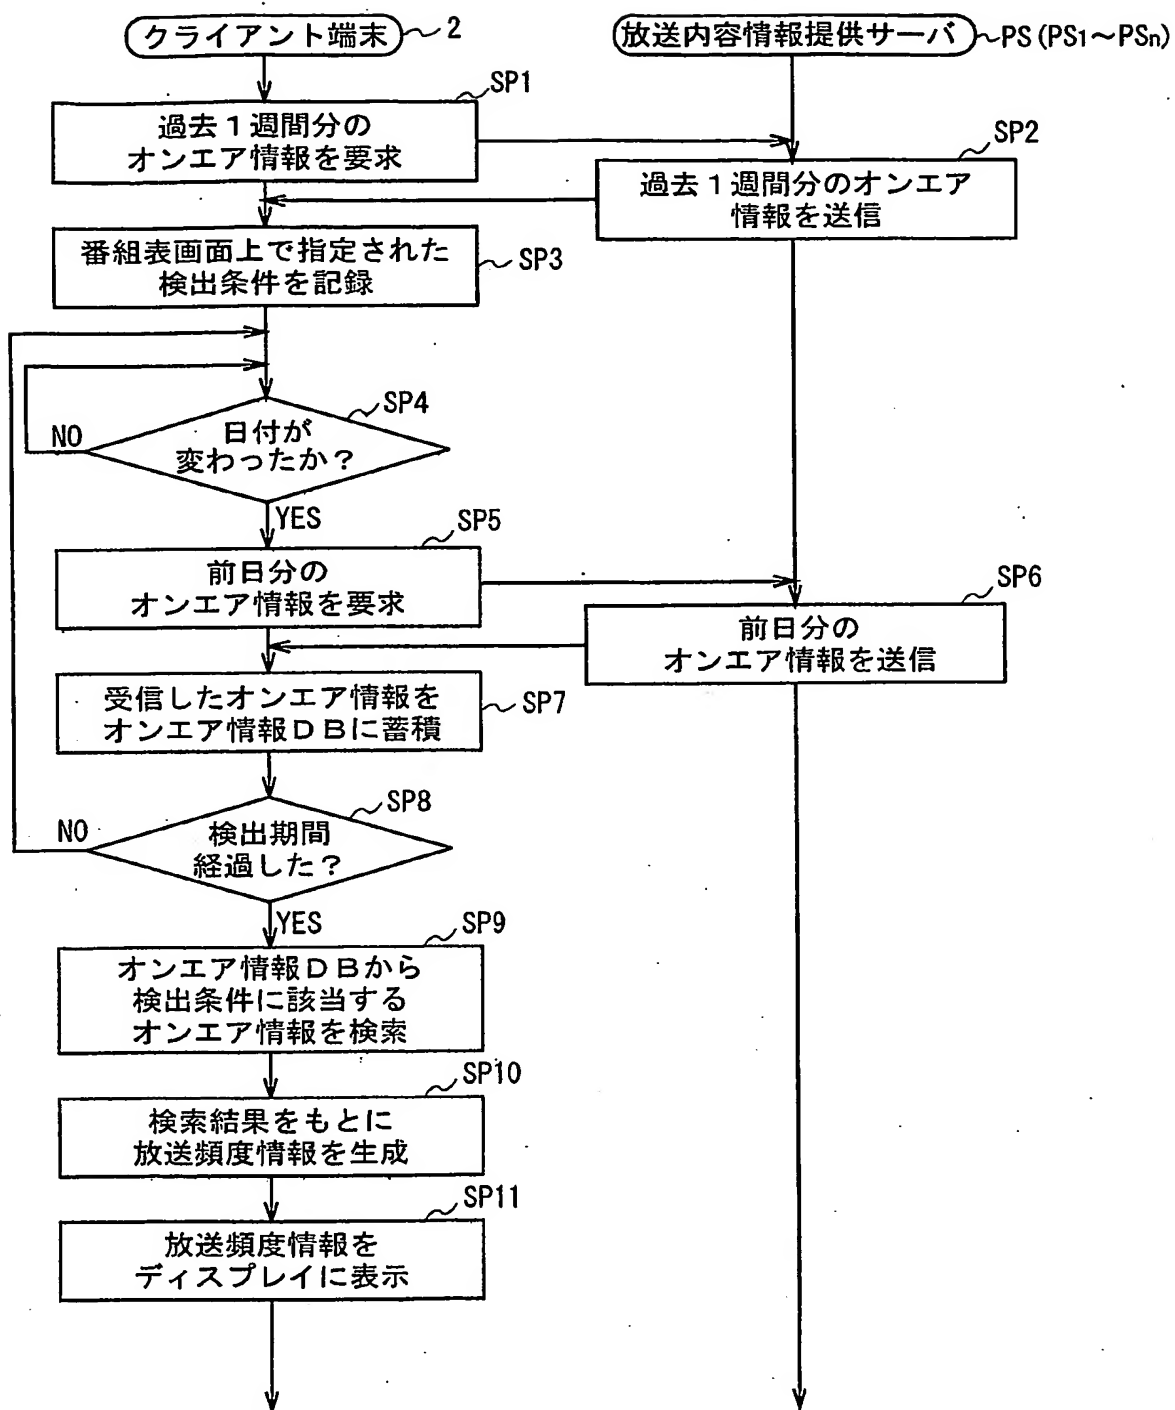 クライアント端末 2
放送内容情報提供サーバ PS(PS1～PSn)
SP1
過去1週間分の
オンエア情報を要求
SP2
過去1週間分のオンエア
情報を送信
番組表画面上で指定された
検出条件を記録
SP3
SP4
日付が
変わったか？
NO
YES
SP5
前日分の
オンエア情報を要求
SP6
前日分の
オンエア情報を送信
受信したオンエア情報を
オンエア情報DBに蓄積
SP7
SP8
検出期間
経過した？
NO
YES
SP9
オンエア情報DBから
検出条件に該当する
オンエア情報を検索
SP10
検索結果をもとに
放送頻度情報を生成
SP11
放送頻度情報を
ディスプレイに表示